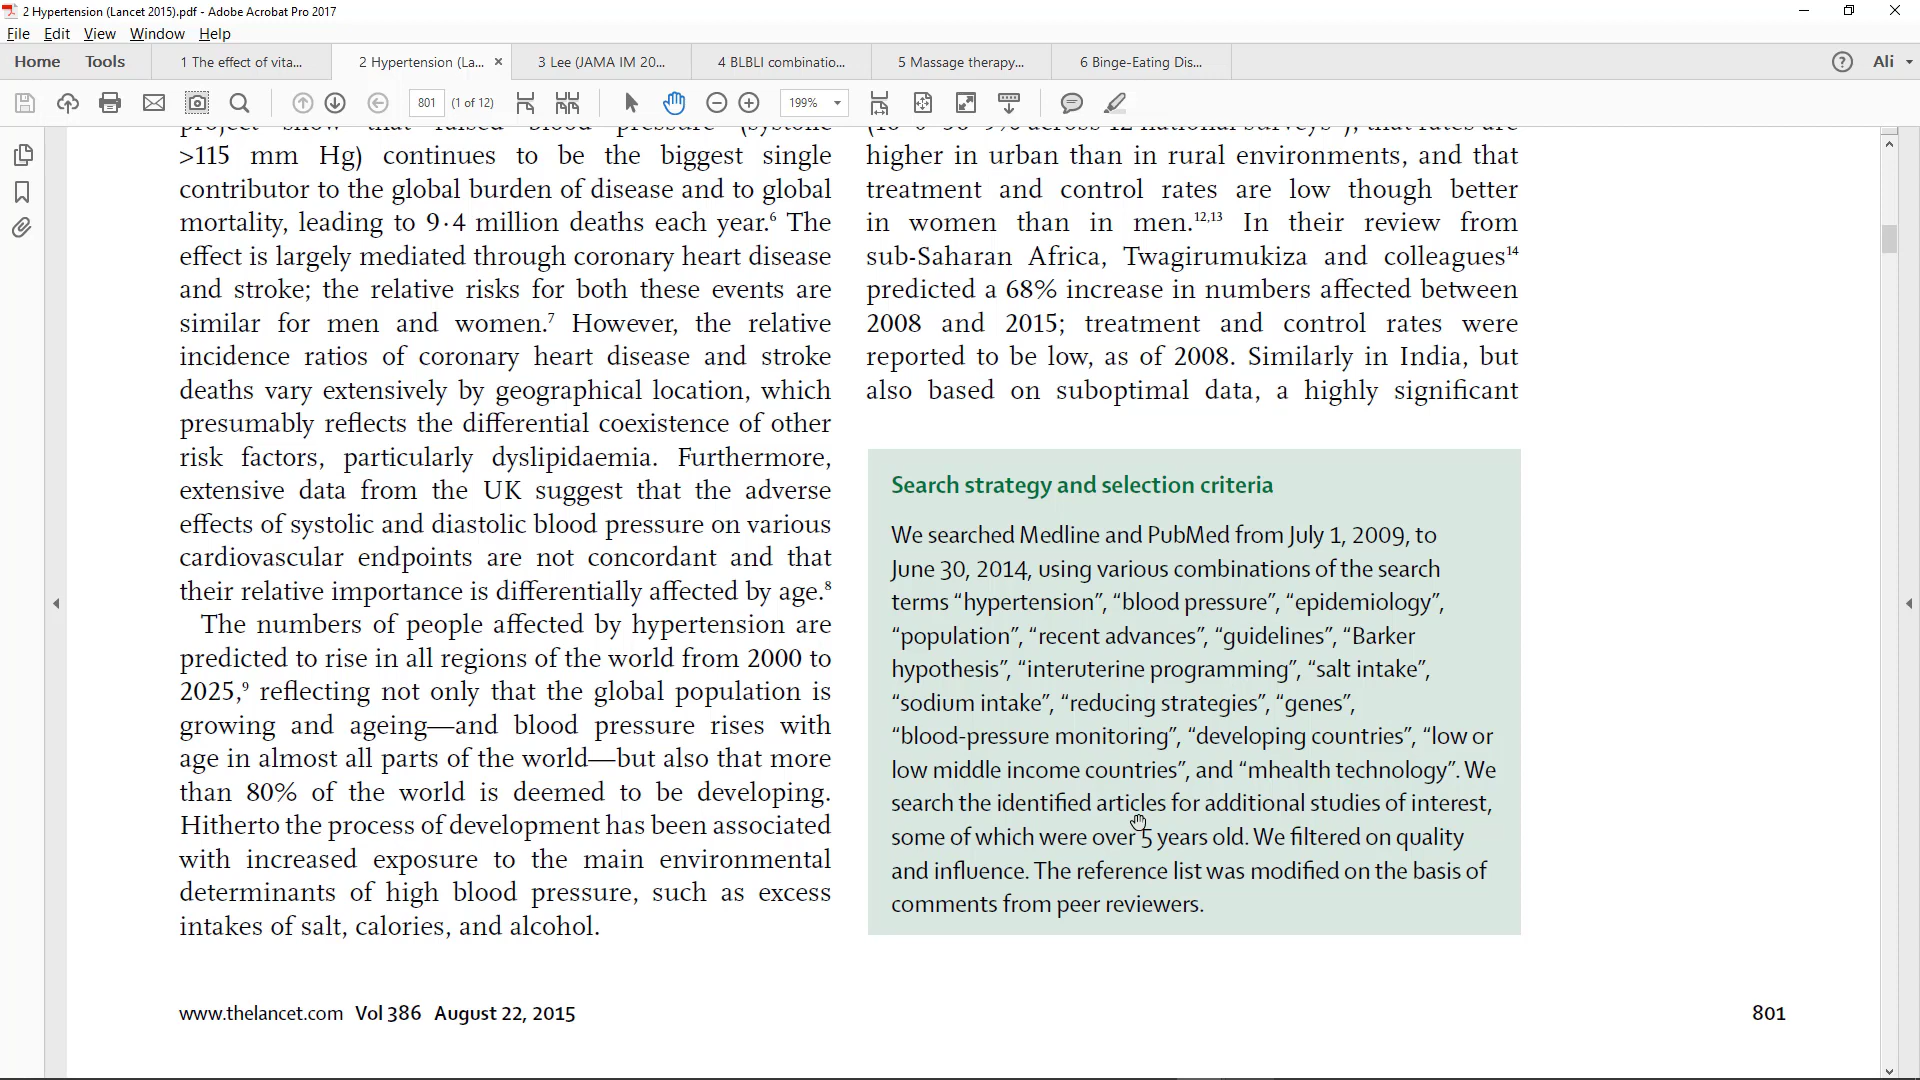 2 Hypertension (Lancet 2015).pdf - Adobe Acrobat Pro 2017
File Edit View Window Help
Home Tools 1 The effect of vita... 2 Hypertension (La... × 3 Lee (JAMA IM 20... 4 BLBLI combinatio... 5 Massage therapy... 6 Binge-Eating Dis... Ali
801 (1 of 12) 199%
project show that raised blood pressure (systolic
>115 mm Hg) continues to be the biggest single
contributor to the global burden of disease and to global
mortality, leading to 9·4 million deaths each year.⁶ The
effect is largely mediated through coronary heart disease
and stroke; the relative risks for both these events are
similar for men and women.⁷ However, the relative
incidence ratios of coronary heart disease and stroke
deaths vary extensively by geographical location, which
presumably reflects the differential coexistence of other
risk factors, particularly dyslipidaemia. Furthermore,
extensive data from the UK suggest that the adverse
effects of systolic and diastolic blood pressure on various
cardiovascular endpoints are not concordant and that
their relative importance is differentially affected by age.⁸
The numbers of people affected by hypertension are
predicted to rise in all regions of the world from 2000 to
2025,⁹ reflecting not only that the global population is
growing and ageing—and blood pressure rises with
age in almost all parts of the world—but also that more
than 80% of the world is deemed to be developing.
Hitherto the process of development has been associated
with increased exposure to the main environmental
determinants of high blood pressure, such as excess
intakes of salt, calories, and alcohol.
across 12 national surveys that rates are
higher in urban than in rural environments, and that
treatment and control rates are low though better
in women than in men.¹²,¹³ In their review from
sub-Saharan Africa, Twagirumukiza and colleagues¹⁴
predicted a 68% increase in numbers affected between
2008 and 2015; treatment and control rates were
reported to be low, as of 2008. Similarly in India, but
also based on suboptimal data, a highly significant
Search strategy and selection criteria
We searched Medline and PubMed from July 1, 2009, to
June 30, 2014, using various combinations of the search
terms “hypertension”, “blood pressure”, “epidemiology”,
“population”, “recent advances”, “guidelines”, “Barker
hypothesis”, “interuterine programming”, “salt intake”,
“sodium intake”, “reducing strategies”, “genes”,
“blood-pressure monitoring”, “developing countries”, “low or
low middle income countries”, and “mhealth technology”. We
search the identified articles for additional studies of interest,
some of which were over 5 years old. We filtered on quality
and influence. The reference list was modified on the basis of
comments from peer reviewers.
www.thelancet.com Vol 386 August 22, 2015
801